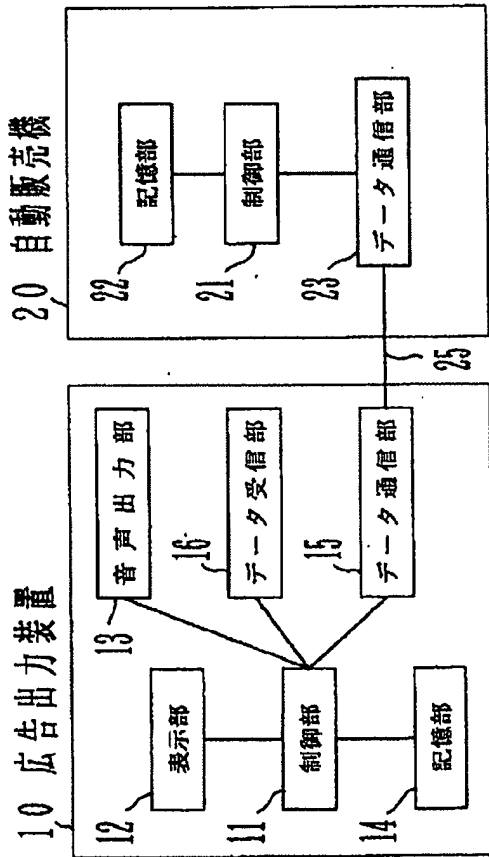 10 広告出力装置
12
表示部
11
制御部
14
記憶部
13
音声出力部
16
データ受信部
15
データ通信部
25
20 自動販売機
22
記憶部
21
制御部
23
データ通信部